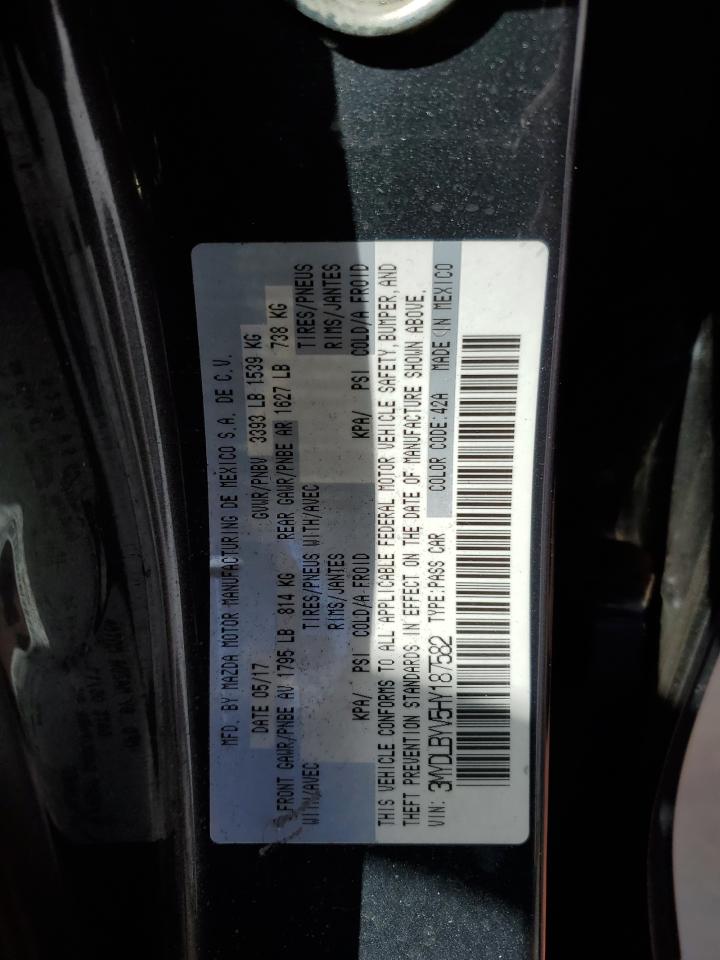 MFD. BY MAZDA MOTOR MANUFACTURING DE MEXICO S.A. DE C.V.
DATE 05/17 GVWR/PNBV 3393 LB 1539 KG
FRONT GAWR/PNBE AV 1795 LB 814 KG REAR GAWR/PNBE AR 1627 LB 738 KG
WITH/AVEC TIRES/PNEUS WITH/AVEC TIRES/PNEUS
RIMS/JANTES RIMS/JANTES
KPA/ PSI COLD/A FROID KPA/ PSI COLD/A FROID
THIS VEHICLE CONFORMS TO ALL APPLICABLE FEDERAL MOTOR VEHICLE SAFETY, BUMPER, AND
THEFT PREVENTION STANDARDS IN EFFECT ON THE DATE OF MANUFACTURE SHOWN ABOVE.
VIN: 3MYDLBYV5HY187582 TYPE:PASS CAR COLOR CODE:42A MADE IN MEXICO